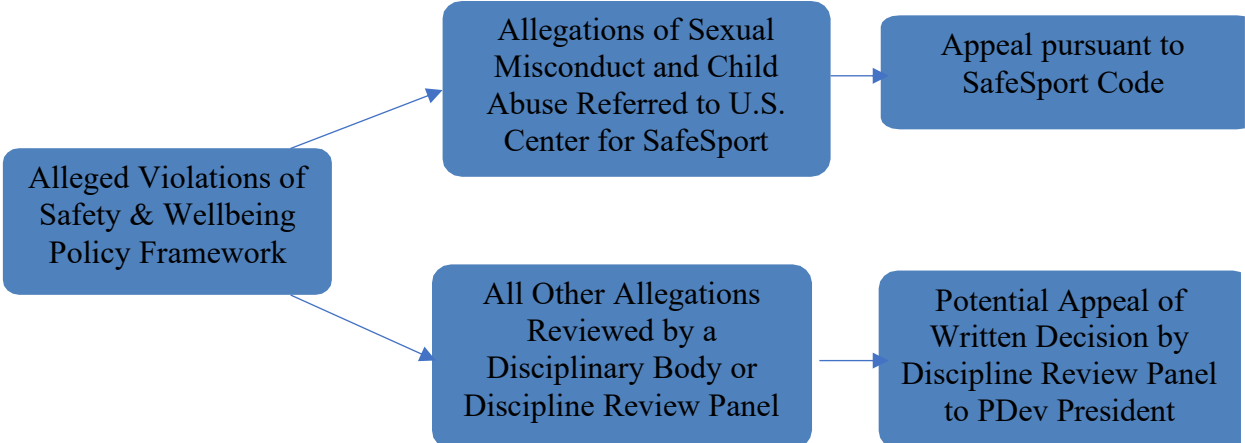 Alleged Violations of
Safety & Wellbeing
Policy Framework
Allegations of Sexual
Misconduct and Child
Abuse Referred to U.S.
Center for SafeSport
Appeal pursuant to
SafeSport Code
All Other Allegations
Reviewed by a
Disciplinary Body or
Discipline Review Panel
Potential Appeal of
Written Decision by
Discipline Review Panel
to PDev President